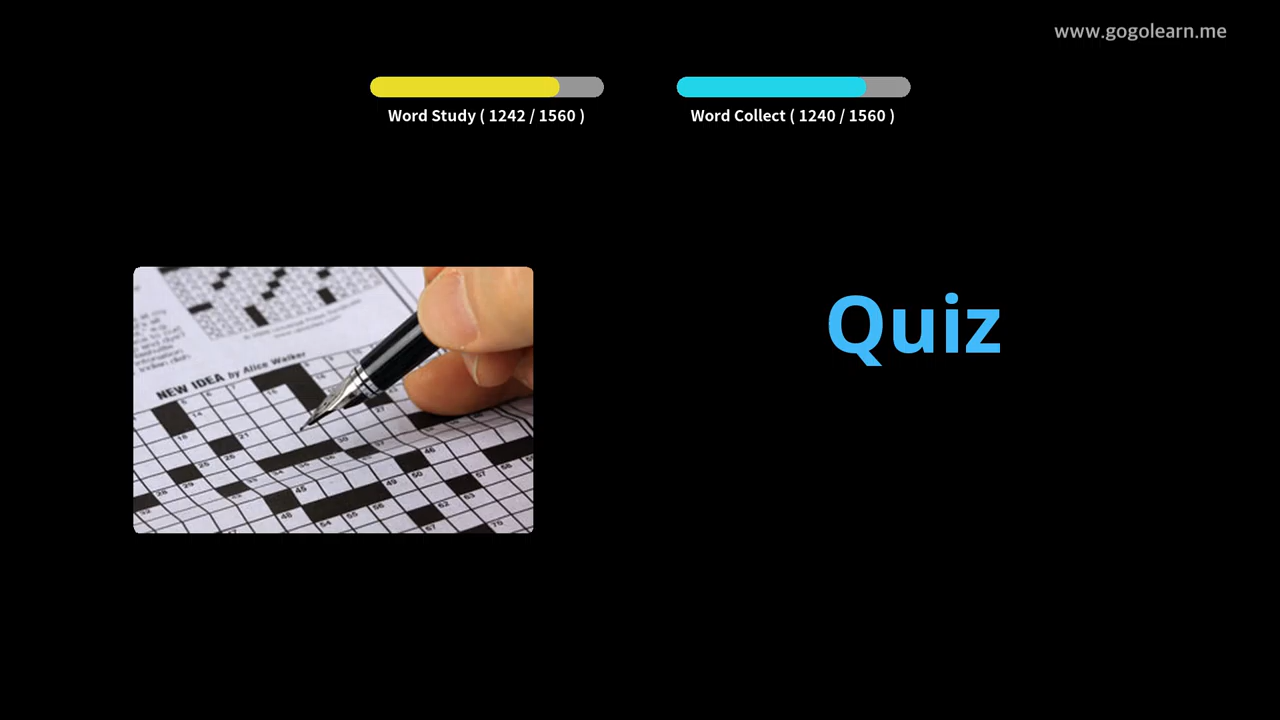 www.gogolearn.me
Word Study ( 1242 / 1560 )
Word Collect ( 1240 / 1560 )
Quiz
NEW IDEA by Alice Walker